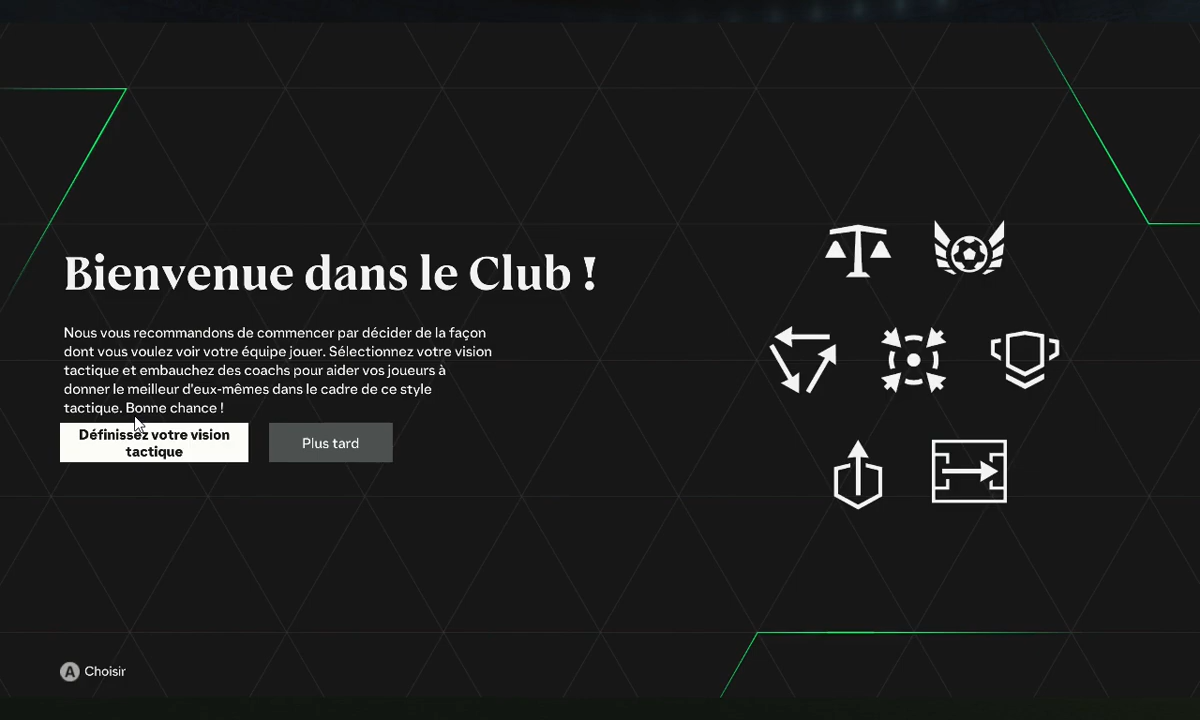 Bienvenue dans le Club !
Nous vous recommandons de commencer par décider de la façon
dont vous voulez voir votre équipe jouer. Sélectionnez votre vision
tactique et embauchez des coachs pour aider vos joueurs à
donner le meilleur d'eux-mêmes dans le cadre de ce style
tactique. Bonne chance !
Définissez votre vision
tactique
Plus tard
A Choisir